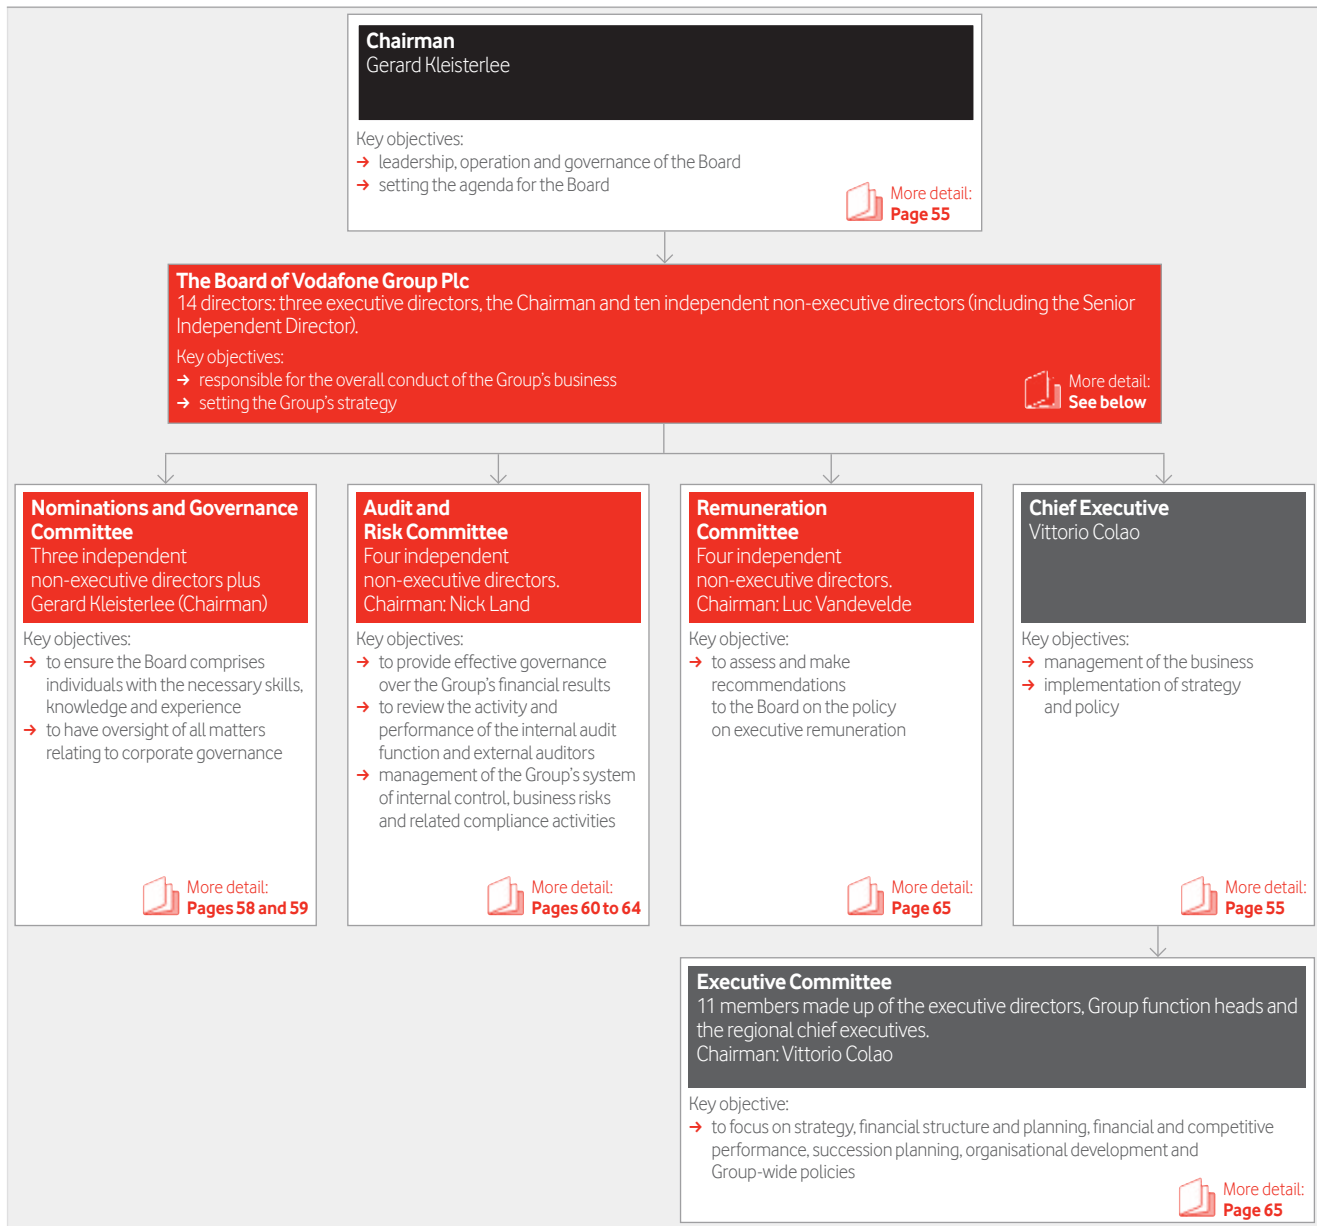 Chairman
Gerard Kleisterlee
Key objectives:
→ leadership, operation and governance of the Board
→ setting the agenda for the Board
More detail:
Page 55
The Board of Vodafone Group Plc
14 directors: three executive directors, the Chairman and ten independent non-executive directors (including the Senior
Independent Director).
Key objectives:
→ responsible for the overall conduct of the Group's business
→ setting the Group's strategy
More detail:
See below
Nominations and Governance
Committee
Three independent
non-executive directors plus
Gerard Kleisterlee (Chairman)
Key objectives:
→ to ensure the Board comprises
individuals with the necessary skills,
knowledge and experience
→ to have oversight of all matters
relating to corporate governance
More detail:
Pages 58 and 59
Audit and
Risk Committee
Four independent
non-executive directors.
Chairman: Nick Land
Key objectives:
→ to provide effective governance
over the Group's financial results
→ to review the activity and
performance of the internal audit
function and external auditors
→ management of the Group's system
of internal control, business risks
and related compliance activities
More detail:
Pages 60 to 64
Remuneration
Committee
Four independent
non-executive directors.
Chairman: Luc Vandevelde
Key objective:
→ to assess and make
recommendations
to the Board on the policy
on executive remuneration
More detail:
Page 65
Chief Executive
Vittorio Colao
Key objectives:
→ management of the business
→ implementation of strategy
and policy
More detail:
Page 55
Executive Committee
11 members made up of the executive directors, Group function heads and
the regional chief executives.
Chairman: Vittorio Colao
Key objective:
→ to focus on strategy, financial structure and planning, financial and competitive
performance, succession planning, organisational development and
Group-wide policies
More detail:
Page 65